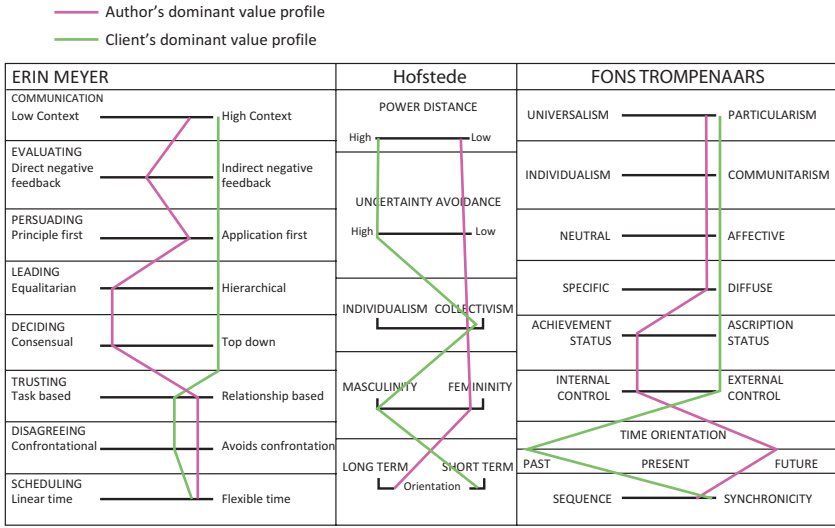 Author's dominant value profile
Client's dominant value profile
ERIN MEYER
COMMUNICATION
Low Context
High Context
EVALUATING
Direct negative
feedback
Indirect negative
feedback
PERSUADING
Principle first
Application first
LEADING
Equalitarian
Hierarchical
DECIDING
Consensual
Top down
TRUSTING
Task based
Relationship based
DISAGREEING
Confrontational
Avoids confrontation
SCHEDULING
Linear time
Flexible time
Hofstede
POWER DISTANCE
High
Low
UNCERTAINTY AVOIDANCE
High
Low
INDIVIDUALISM
COLLECTIVISM
MASCULINITY
FEMININITY
LONG TERM
SHORT TERM
Orientation
FONS TROMPENAARS
UNIVERSALISM
PARTICULARISM
INDIVIDUALISM
COMMUNITARISM
NEUTRAL
AFFECTIVE
SPECIFIC
DIFFUSE
ACHIEVEMENT
STATUS
ASCRIPTION
STATUS
INTERNAL
CONTROL
EXTERNAL
CONTROL
TIME ORIENTATION
PAST
PRESENT
FUTURE
SEQUENCE
SYNCHRONICITY